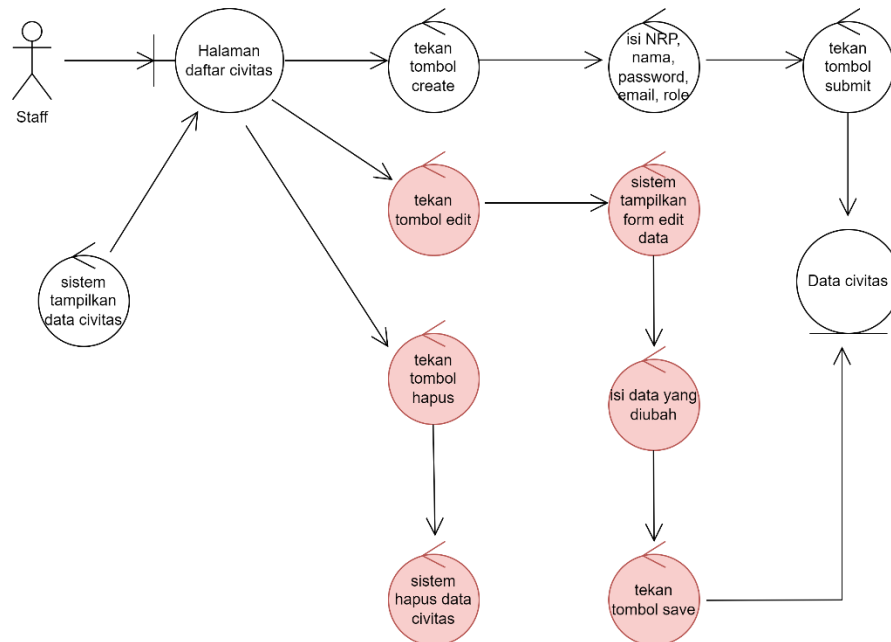 Staff
Halaman
daftar civitas
tekan
tombol
create
isi NRP,
nama,
password,
email, role
tekan
tombol
submit
tekan
tombol edit
sistem
tampilkan
form edit
data
sistem
tampilkan
data civitas
Data civitas
tekan
tombol
hapus
isi data yang
diubah
sistem
hapus data
civitas
tekan
tombol save